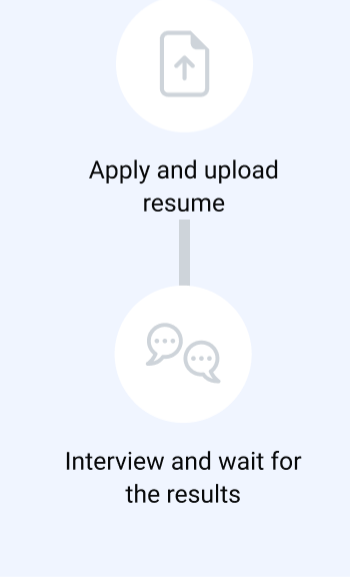 Apply and upload
resume
Interview and wait for
the results